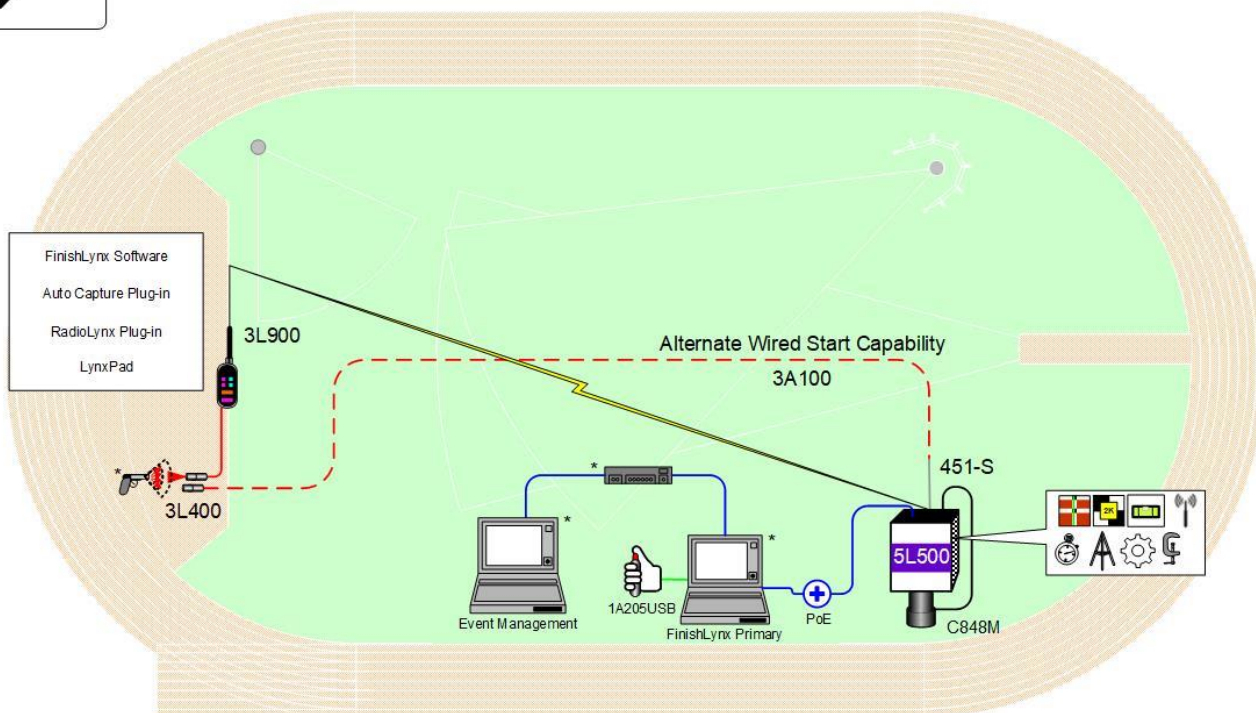 FinishLynx Software
Auto Capture Plug-in
RadioLynx Plug-in
LynxPad
3L900
Alternate Wired Start Capability
3A100
*
3L400
*
Event Management
*
1A205USB
FinishLynx Primary
*
PoE
451-S
5L500
C848M
2K